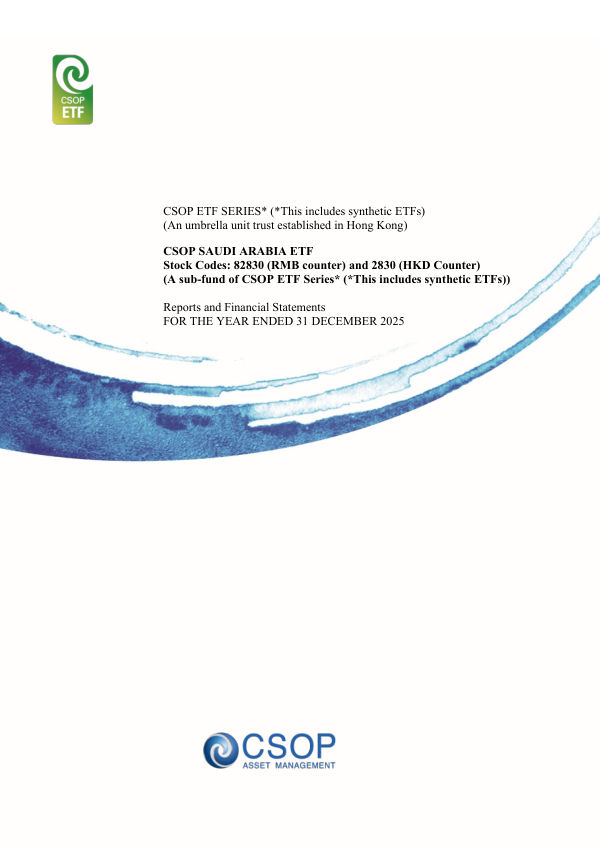 CSOP
ETF
CSOP ETF SERIES* (*This includes synthetic ETFs)
(An umbrella unit trust established in Hong Kong)
CSOP SAUDI ARABIA ETF
Stock Codes: 82830 (RMB counter) and 2830 (HKD Counter)
(A sub-fund of CSOP ETF Series* (*This includes synthetic ETFs))
Reports and Financial Statements
FOR THE YEAR ENDED 31 DECEMBER 2025
CSOP
ASSET MANAGEMENT